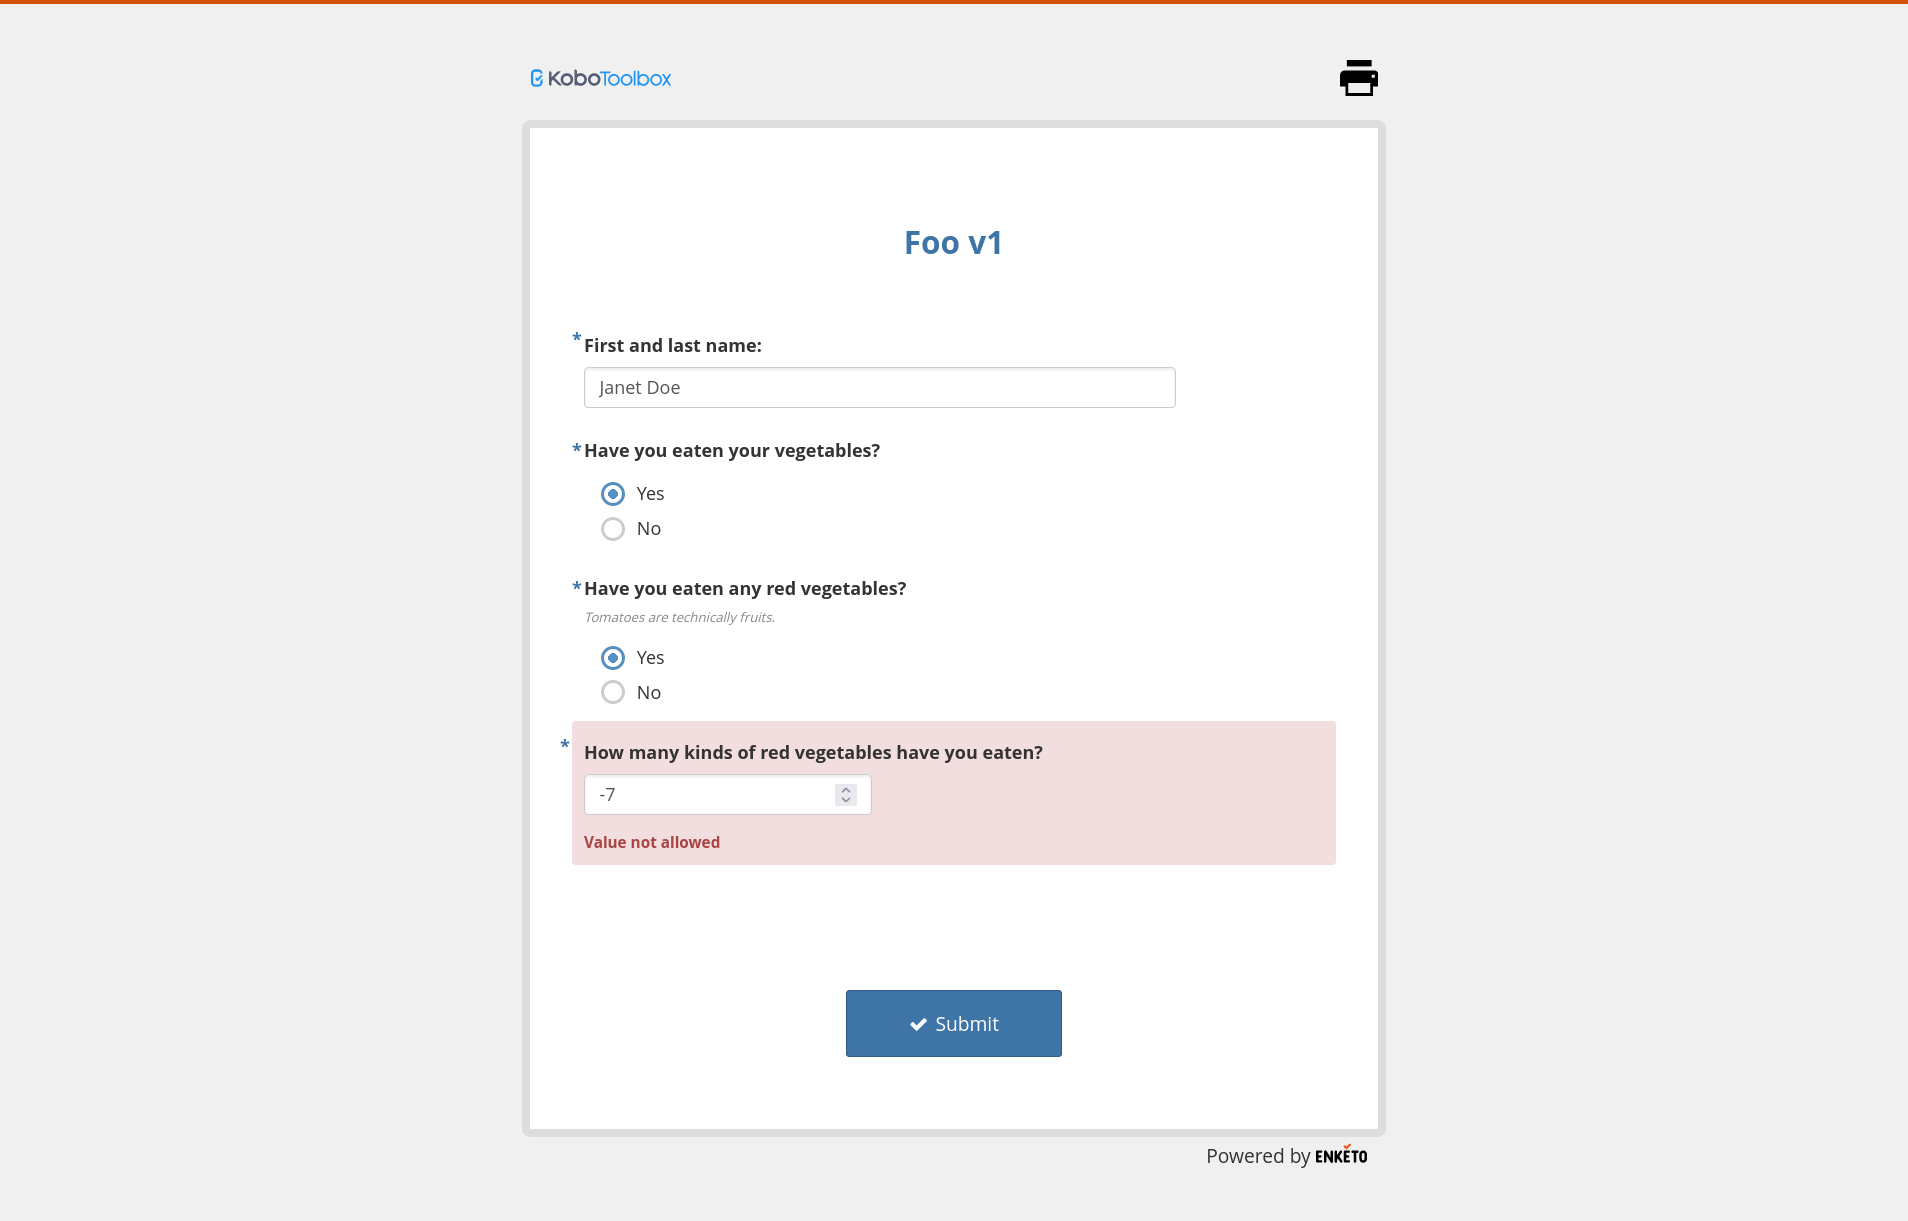 KoboToolbox
Foo v1
* First and last name:
Janet Doe
* Have you eaten your vegetables?
Yes
No
* Have you eaten any red vegetables?
Tomatoes are technically fruits.
Yes
No
* How many kinds of red vegetables have you eaten?
-7
Value not allowed
Submit
Powered by ENKETO